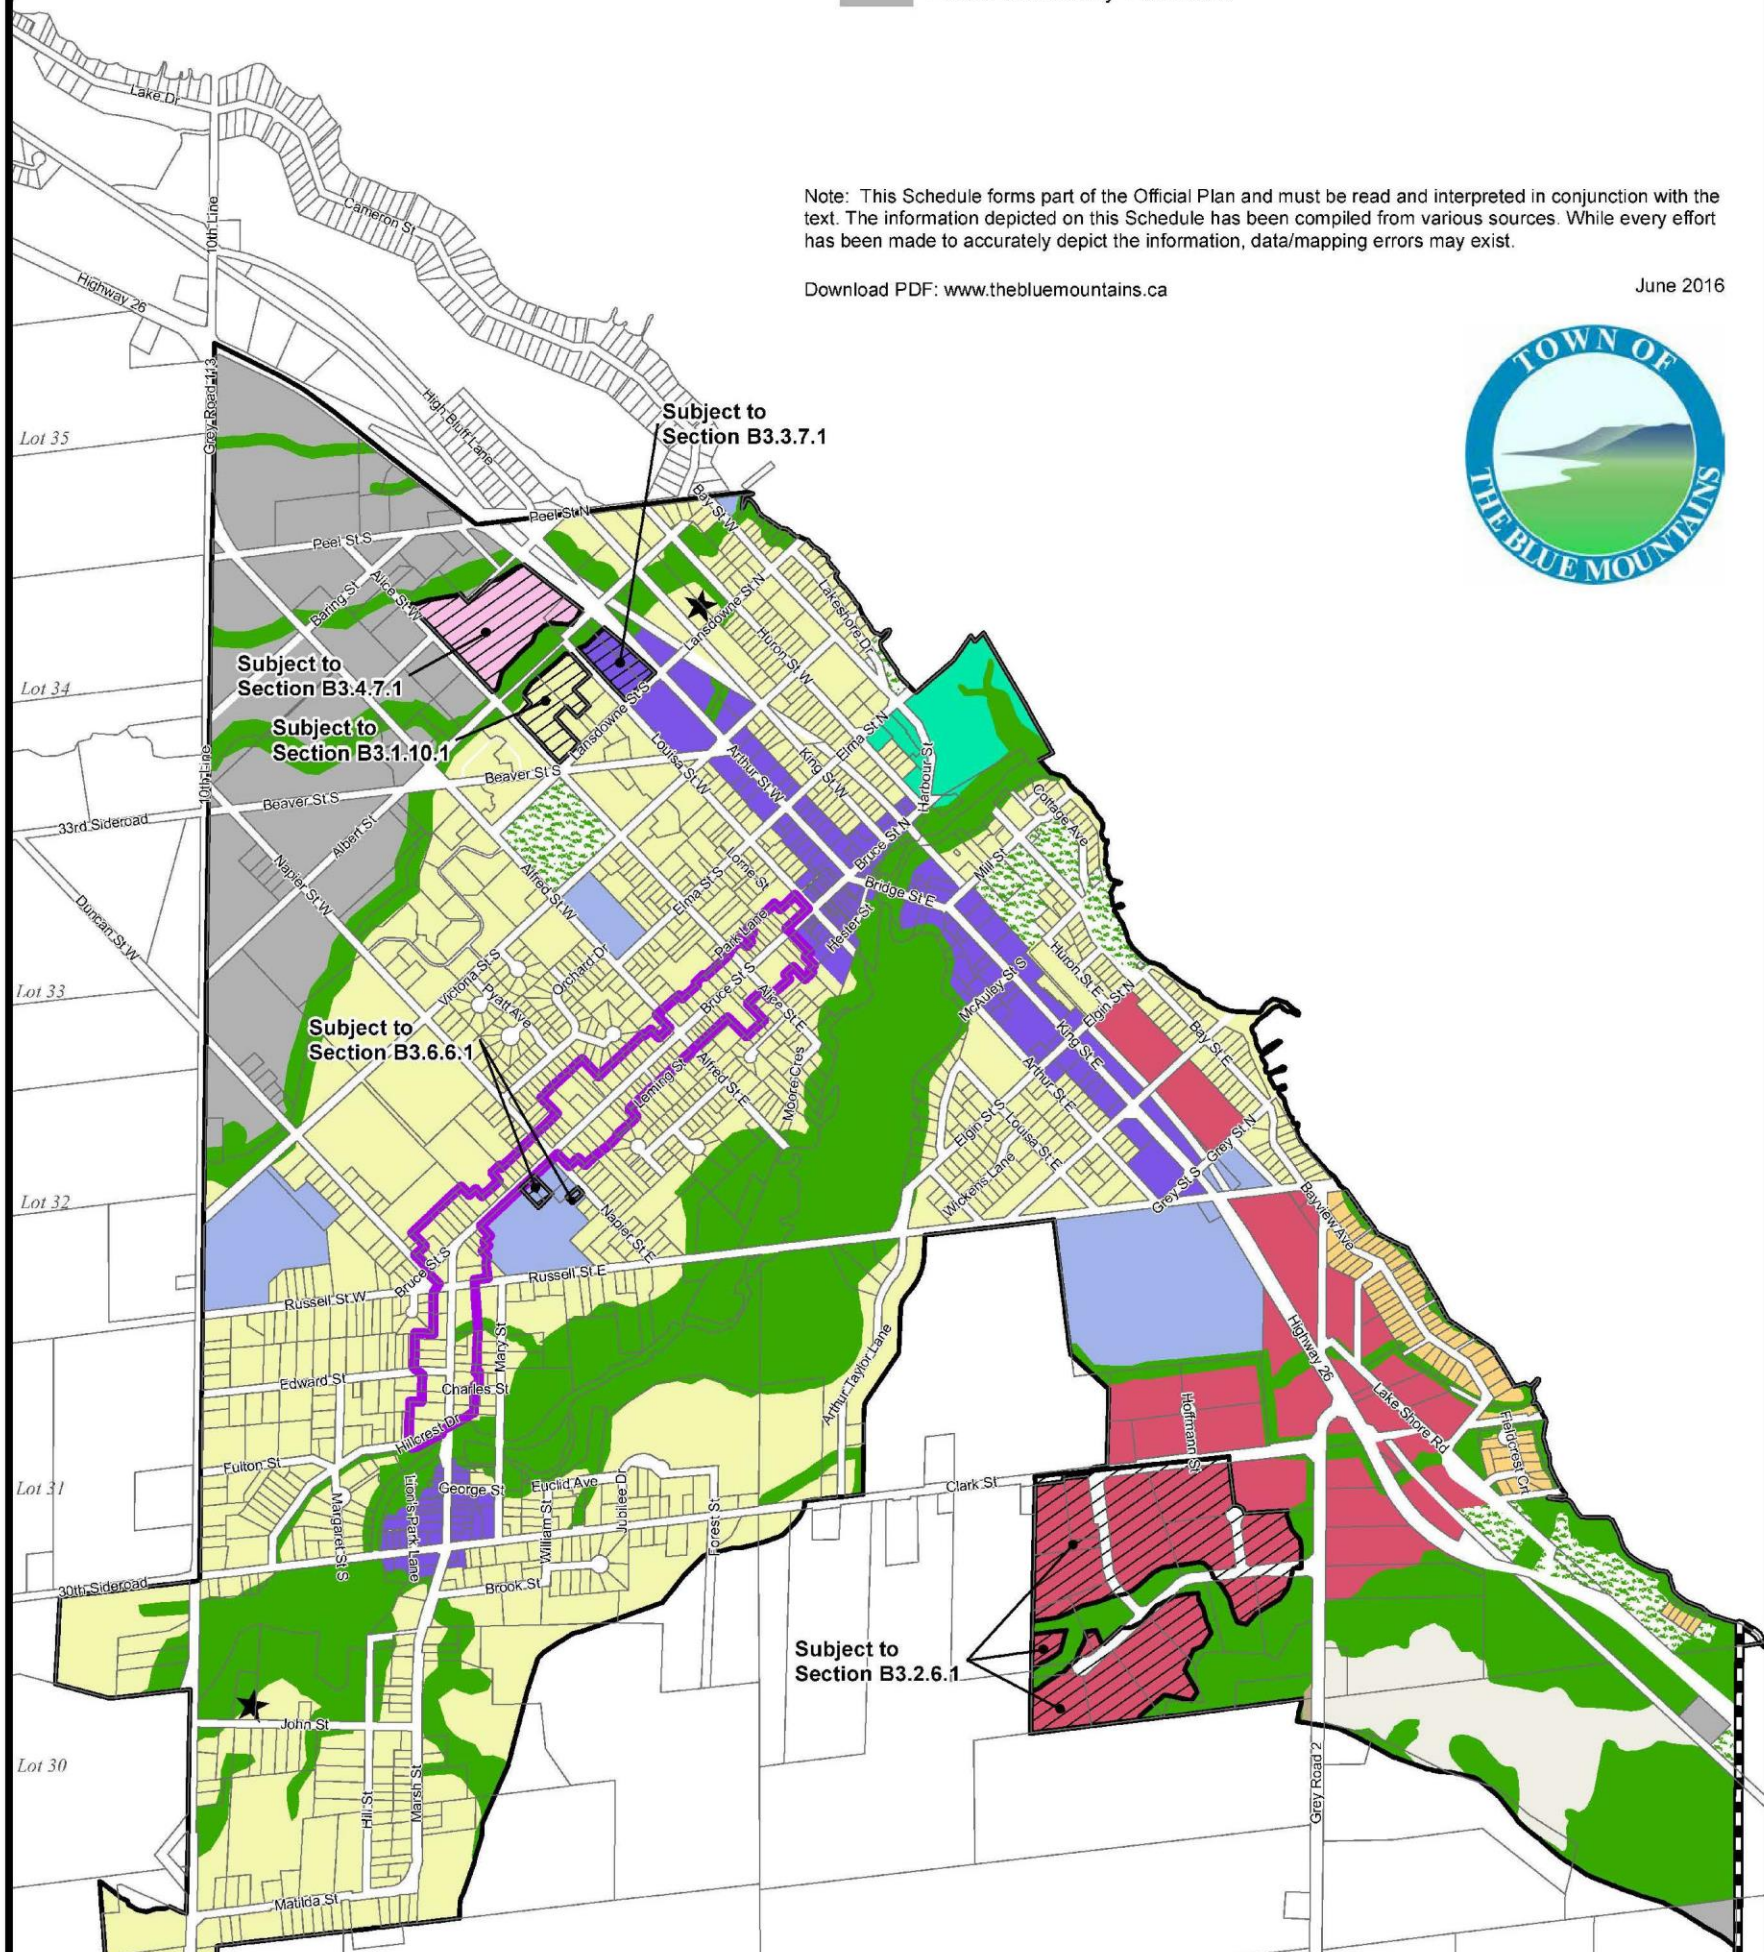 Lake Dr
10th Line
Cameron St
Note: This Schedule forms part of the Official Plan and must be read and interpreted in conjunction with the
text. The information depicted on this Schedule has been compiled from various sources. While every effort
has been made to accurately depict the information, data/mapping errors may exist.
Download PDF: www.thebluemountains.ca
June 2016
TOWN OF
THE BLUE MOUNTAINS
Highway 26
Grey Road 113
High Bluff Lane
Lot 35
Subject to
Section B3.3.7.1
Bay St W
Peel St N
Peel St S
Baring St
Alice St W
Lansdowne St N
Lakeshore Dr
Huron St W
Subject to
Section B3.4.7.1
Lot 34
Subject to
Section B3.1.10.1
Lansdowne St S
Louisa St W
Arthur St W
King St W
Elma St N
Harbour St
10th Line
Beaver St S
Beaver St S
33rd Sideroad
Albert St
Napier St W
Duncan St W
Alfred St W
Lorne St
Elma St S
Bruce St N
Bridge St E
Mill St
Cottage Ave
Hester St
Park Lane
Bruce St S
Orchard Dr
Victoria St S
Pyatt Ave
Alice St E
McAuley St S
Huron St E
Elgin St N
Bay St E
King St E
Arthur St E
Lot 33
Subject to
Section B3.6.6.1
Leming St
Alfred St E
Moore Cres
Elgin St S
Louisa St E
Wickens Lane
Grey St N
Grey St S
Bayview Ave
Lot 32
Napier St E
Bruce St S
Russell St E
Russell St W
Mary St
Arthur Taylor Lane
Highway 26
Edward St
Charles St
Hillcrest Dr
Hoffmann St
Lake Shore Rd
Fieldcrest Crt
Fulton St
Lot 31
Margaret St S
Lion's Park Lane
George St
Euclid Ave
William St
Jubilee Dr
Forest St
Clark St
30th Sideroad
Brook St
Subject to
Section B3.2.6.1
John St
Lot 30
Hill St
Marsh St
Grey Road 2
Matilda St